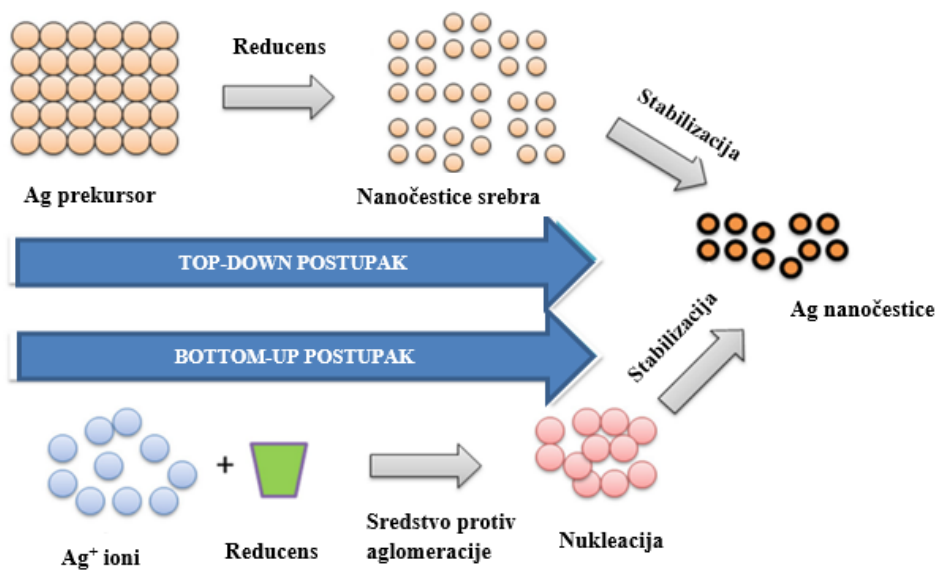 Reducens
Stabilizacija
Ag prekursor
Nanočestice srebra
TOP-DOWN POSTUPAK
Ag nanočestice
BOTTOM-UP POSTUPAK
Stabilizacija
+
Ag⁺ ioni
Reducens
Sredstvo protiv
aglomeracije
Nukleacija